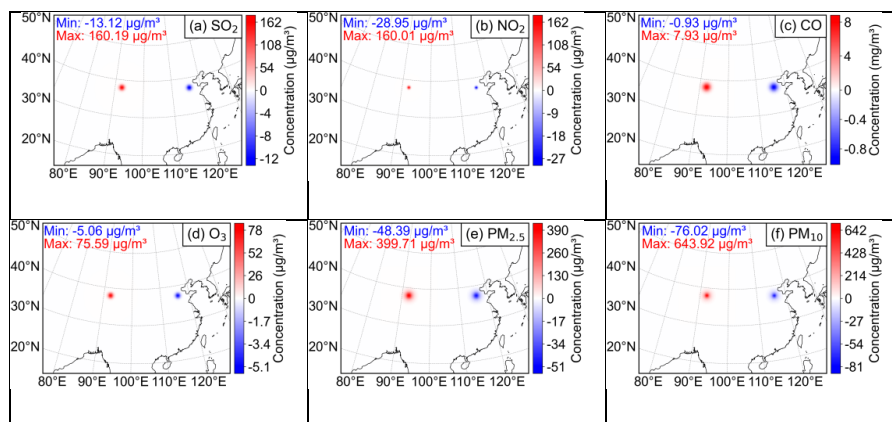 50°N
40°N
30°N
20°N
80°E 90°E 100°E 110°E 120°E
Min: -13.12 µg/m³
Max: 160.19 µg/m³
(a) SO₂
162
108
54
0
-4
-8
-12
Concentration (µg/m³)
50°N
40°N
30°N
20°N
80°E 90°E 100°E 110°E 120°E
Min: -28.95 µg/m³
Max: 160.01 µg/m³
(b) NO₂
162
108
54
0
-9
-18
-27
Concentration (µg/m³)
50°N
40°N
30°N
20°N
80°E 90°E 100°E 110°E 120°E
Min: -0.93 µg/m³
Max: 7.93 µg/m³
(c) CO
8
4
0
-0.4
-0.8
Concentration (mg/m³)
50°N
40°N
30°N
20°N
80°E 90°E 100°E 110°E 120°E
Min: -5.06 µg/m³
Max: 75.59 µg/m³
(d) O₃
78
52
26
0
-1.7
-3.4
-5.1
Concentration (µg/m³)
50°N
40°N
30°N
20°N
80°E 90°E 100°E 110°E 120°E
Min: -48.39 µg/m³
Max: 399.71 µg/m³
(e) PM₂.₅
390
260
130
0
-17
-34
-51
Concentration (µg/m³)
50°N
40°N
30°N
20°N
80°E 90°E 100°E 110°E 120°E
Min: -76.02 µg/m³
Max: 643.92 µg/m³
(f) PM₁₀
642
428
214
0
-27
-54
-81
Concentration (µg/m³)